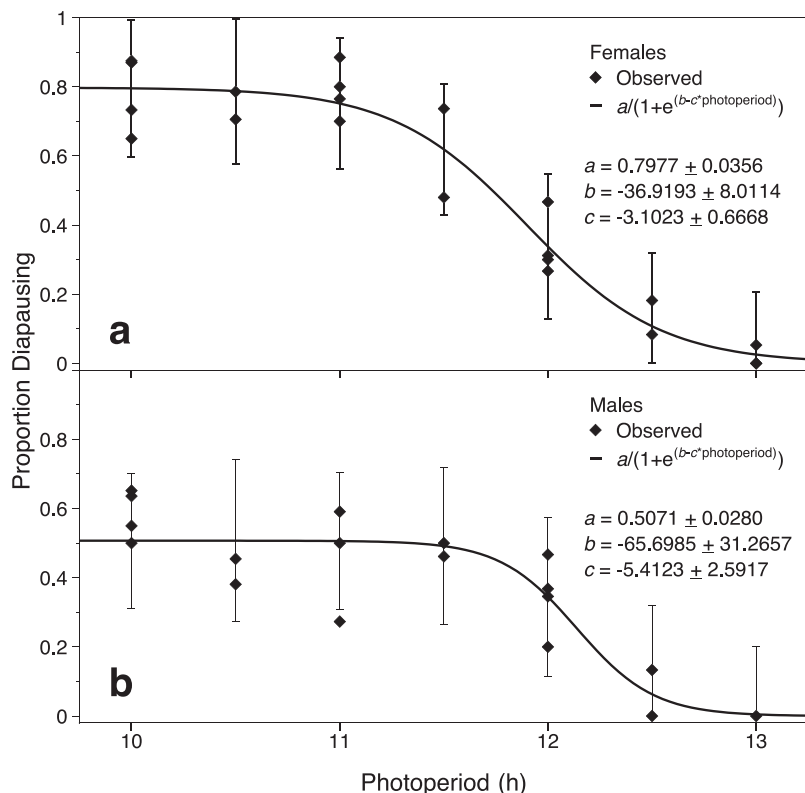 1
0.8
0.6
0.4
0.2
0
Females
◆ Observed
– a/(1+e^(b-c*photoperiod))
a = 0.7977 ± 0.0356
b = -36.9193 ± 8.0114
c = -3.1023 ± 0.6668
a
Proportion Diapausing
0.8
0.6
0.4
0.2
0
Males
◆ Observed
– a/(1+e^(b-c*photoperiod))
a = 0.5071 ± 0.0280
b = -65.6985 ± 31.2657
c = -5.4123 ± 2.5917
b
10 11 12 13
Photoperiod (h)